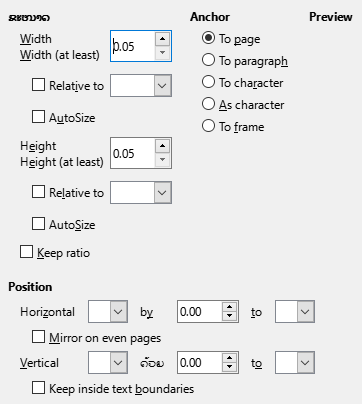 ຂະໜາດ
Width
Width (at least)
0.05
Relative to
AutoSize
Height
Height (at least)
0.05
Relative to
AutoSize
Keep ratio
Anchor
To page
To paragraph
To character
As character
To frame
Preview
Position
Horizontal by 0.00 to
Mirror on even pages
Vertical ດ້ວຍ 0.00 to
Keep inside text boundaries